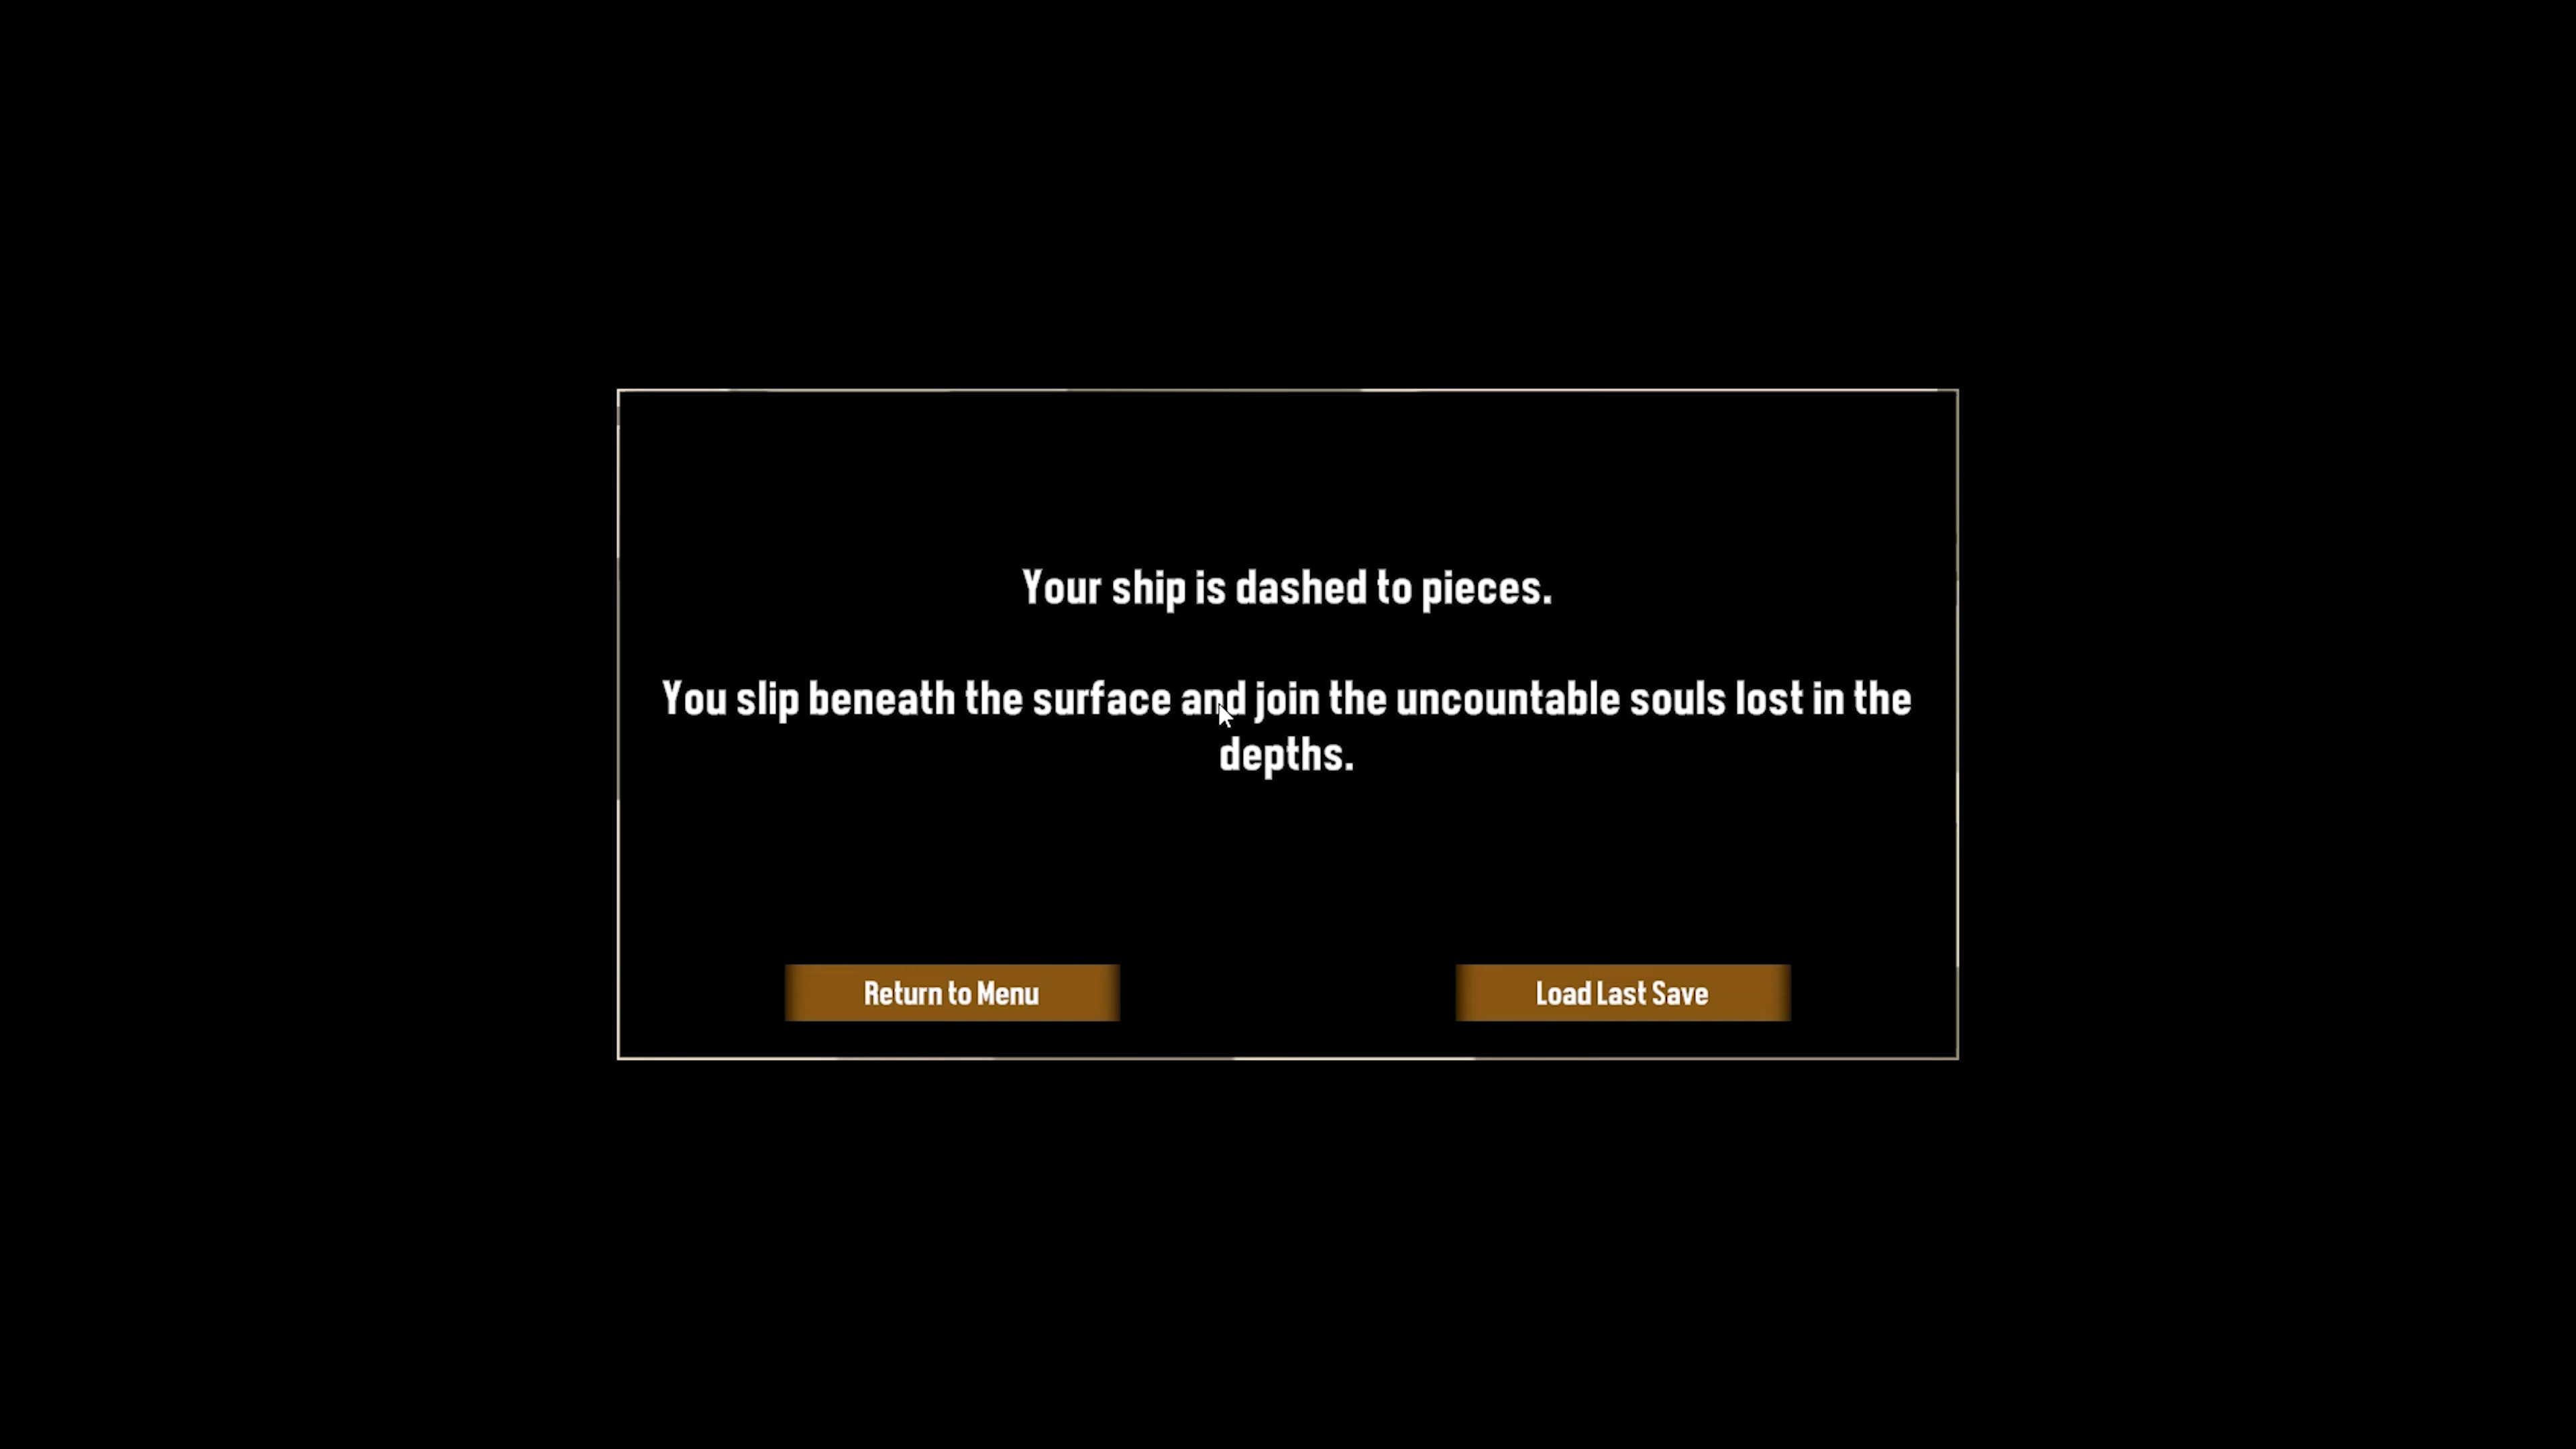 Your ship is dashed to pieces.
You slip beneath the surface and join the uncountable souls lost in the
depths.
Return to Menu
Load Last Save